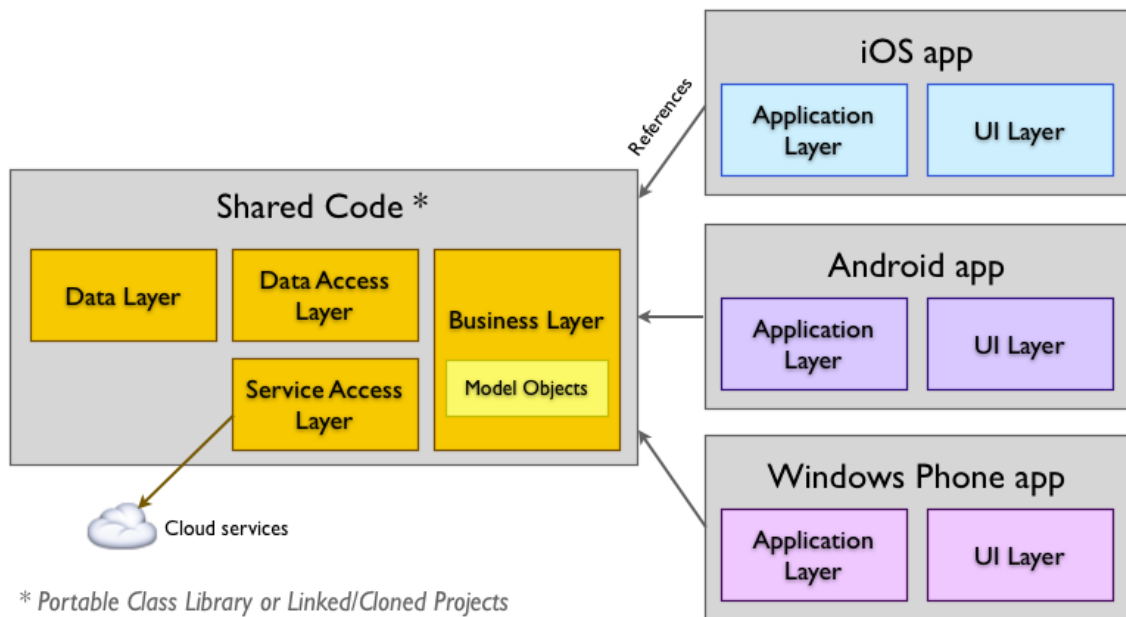 iOS app
Application
Layer
UI Layer
References
Shared Code *
Data Layer
Data Access
Layer
Business Layer
Model Objects
Service Access
Layer
Cloud services
Android app
Application
Layer
UI Layer
Windows Phone app
Application
Layer
UI Layer
* Portable Class Library or Linked/Cloned Projects